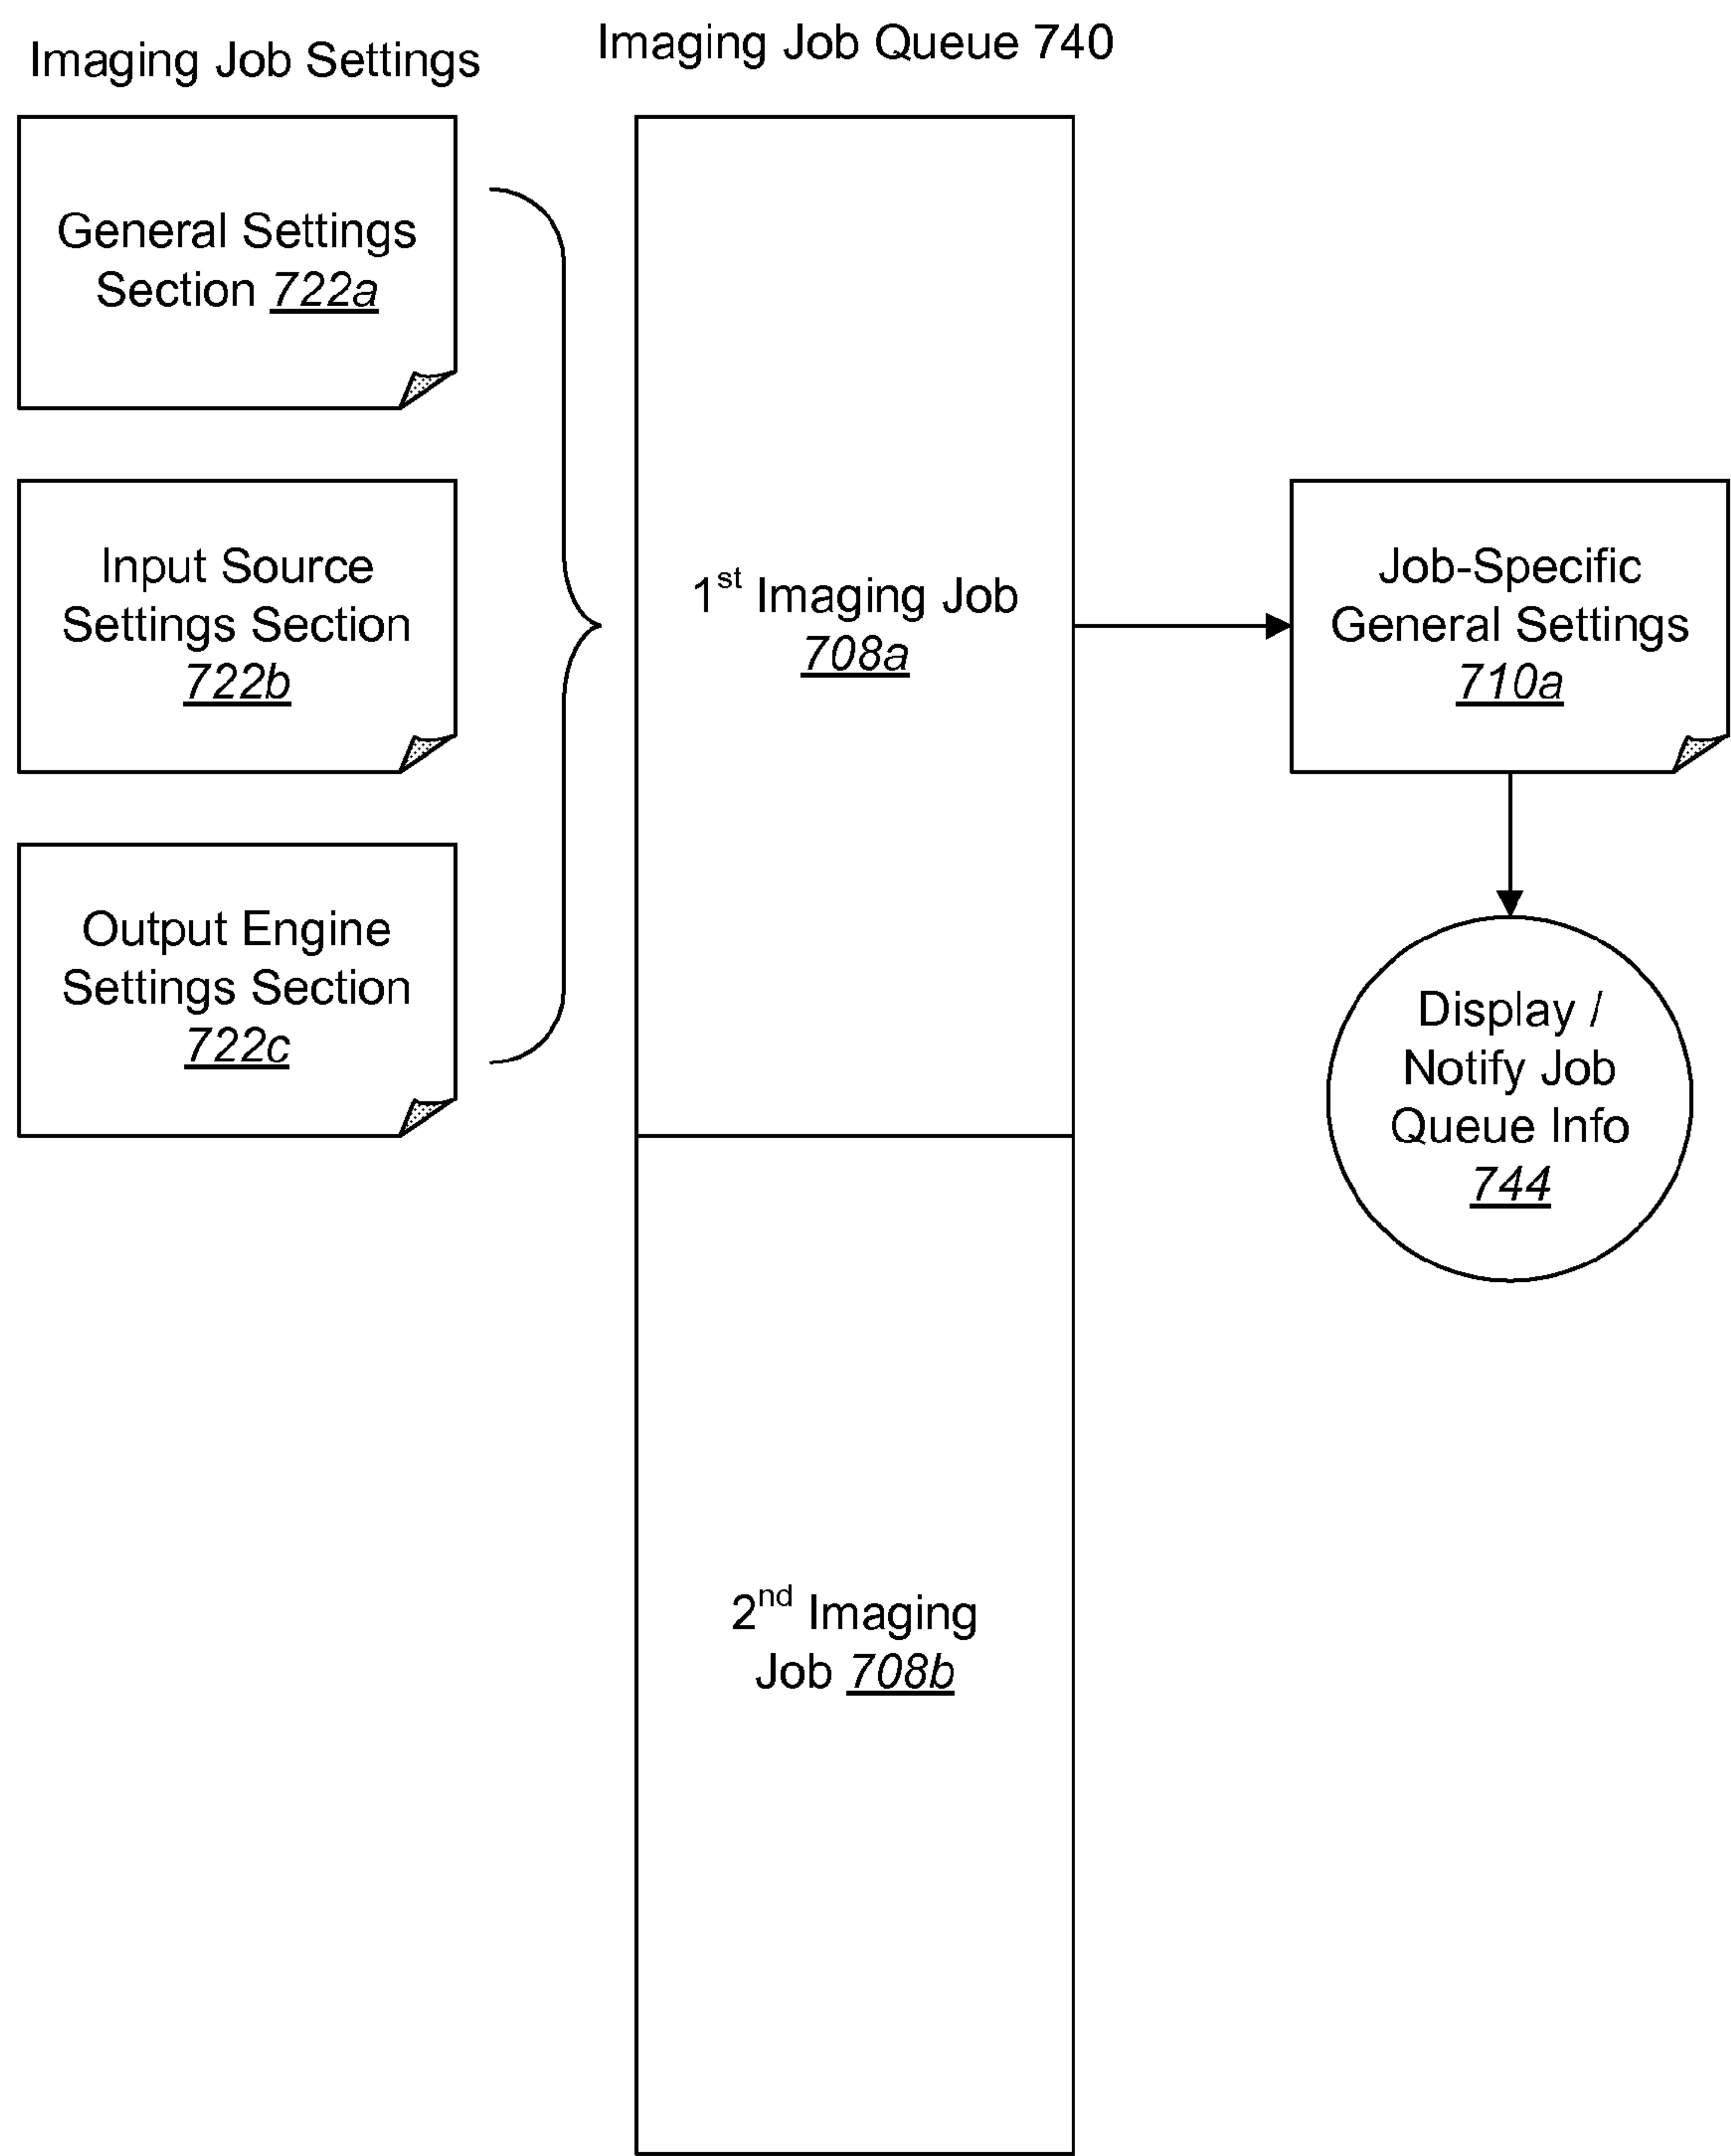 Imaging Job Settings
General Settings
Section 722a
Input Source
Settings Section
722b
Output Engine
Settings Section
722c
Imaging Job Queue 740
1st Imaging Job
708a
2nd Imaging
Job 708b
Job-Specific
General Settings
710a
Display /
Notify Job
Queue Info
744